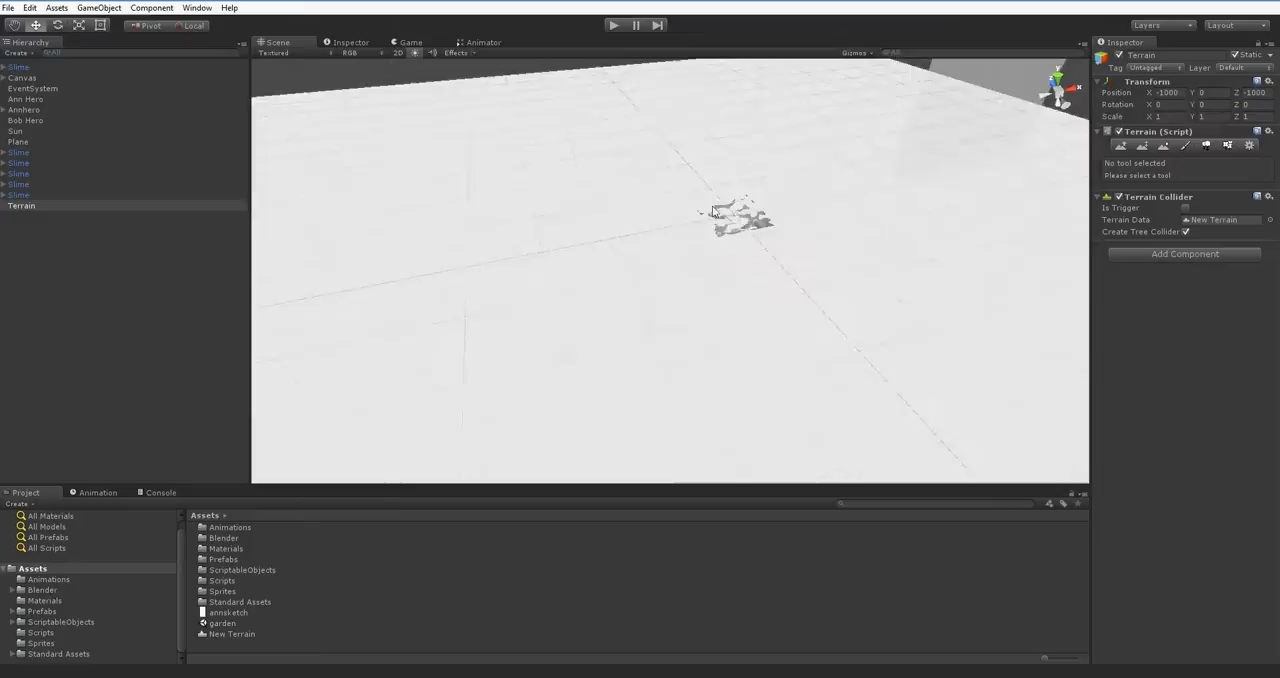 File Edit Assets GameObject Component Window Help
Pivot Local Layers Layout
Hierarchy Scene Inspector Game Animator Inspector
Create All Textured RGB 2D Effects Gizmos All
Terrain Static
Tag Untagged Layer Default
Transform
Position X -1000 Y 0 Z -1000
Rotation X 0 Y 0 Z 0
Scale X 1 Y 1 Z 1
Terrain (Script)
No tool selected
Please select a tool
Terrain Collider
Is Trigger
Terrain Data New Terrain
Create Tree Collider
Add Component
y
x
Slime
Canvas
EventSystem
Ann Hero
Annhero
Bob Hero
Sun
Plane
Slime
Slime
Slime
Slime
Slime
Terrain
Project Animation Console
Create
All Materials
All Models
All Prefabs
All Scripts
Assets
Animations
Blender
Materials
Prefabs
ScriptableObjects
Scripts
Sprites
Standard Assets
Assets
Animations
Blender
Materials
Prefabs
ScriptableObjects
Scripts
Sprites
Standard Assets
annsketch
garden
New Terrain